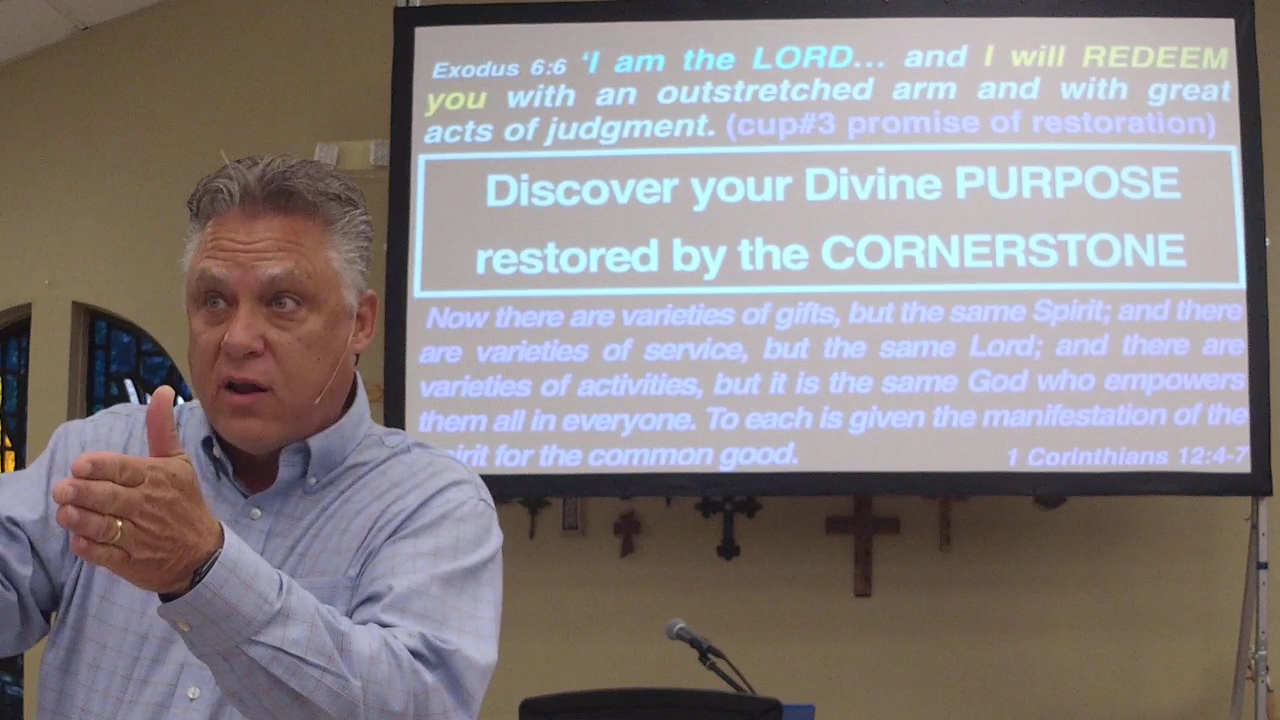 Exodus 6:6 ‘I am the LORD... and I will REDEEM
you with an outstretched arm and with great
acts of judgment. (cup#3 promise of restoration)
Discover your Divine PURPOSE
restored by the CORNERSTONE
Now there are varieties of gifts, but the same Spirit; and there
are varieties of service, but the same Lord; and there are
varieties of activities, but it is the same God who empowers
them all in everyone. To each is given the manifestation of the
irit for the common good. 1 Corinthians 12:4-7